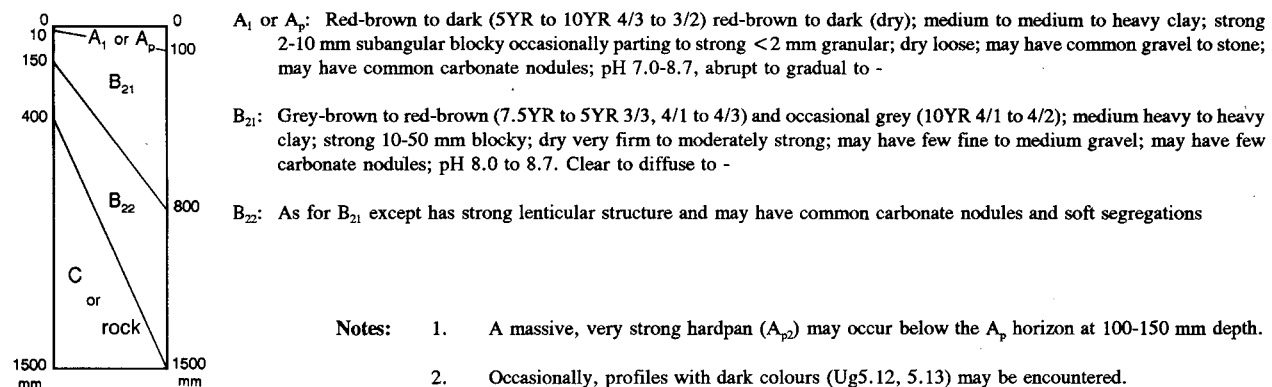 0 0
10 A₁ or Aₚ 100
150
B₂₁
400
B₂₂ 800
C
or
rock
1500 1500
mm mm
A₁ or Aₚ: Red-brown to dark (5YR to 10YR 4/3 to 3/2) red-brown to dark (dry); medium to medium to heavy clay; strong
2-10 mm subangular blocky occasionally parting to strong <2 mm granular; dry loose; may have common gravel to stone;
may have common carbonate nodules; pH 7.0-8.7, abrupt to gradual to -
B₂₁: Grey-brown to red-brown (7.5YR to 5YR 3/3, 4/1 to 4/3) and occasional grey (10YR 4/1 to 4/2); medium heavy to heavy
clay; strong 10-50 mm blocky; dry very firm to moderately strong; may have few fine to medium gravel; may have few
carbonate nodules; pH 8.0 to 8.7. Clear to diffuse to -
B₂₂: As for B₂₁ except has strong lenticular structure and may have common carbonate nodules and soft segregations
Notes: 1. A massive, very strong hardpan (Aₚ₂) may occur below the Aₚ horizon at 100-150 mm depth.
2. Occasionally, profiles with dark colours (Ug5.12, 5.13) may be encountered.